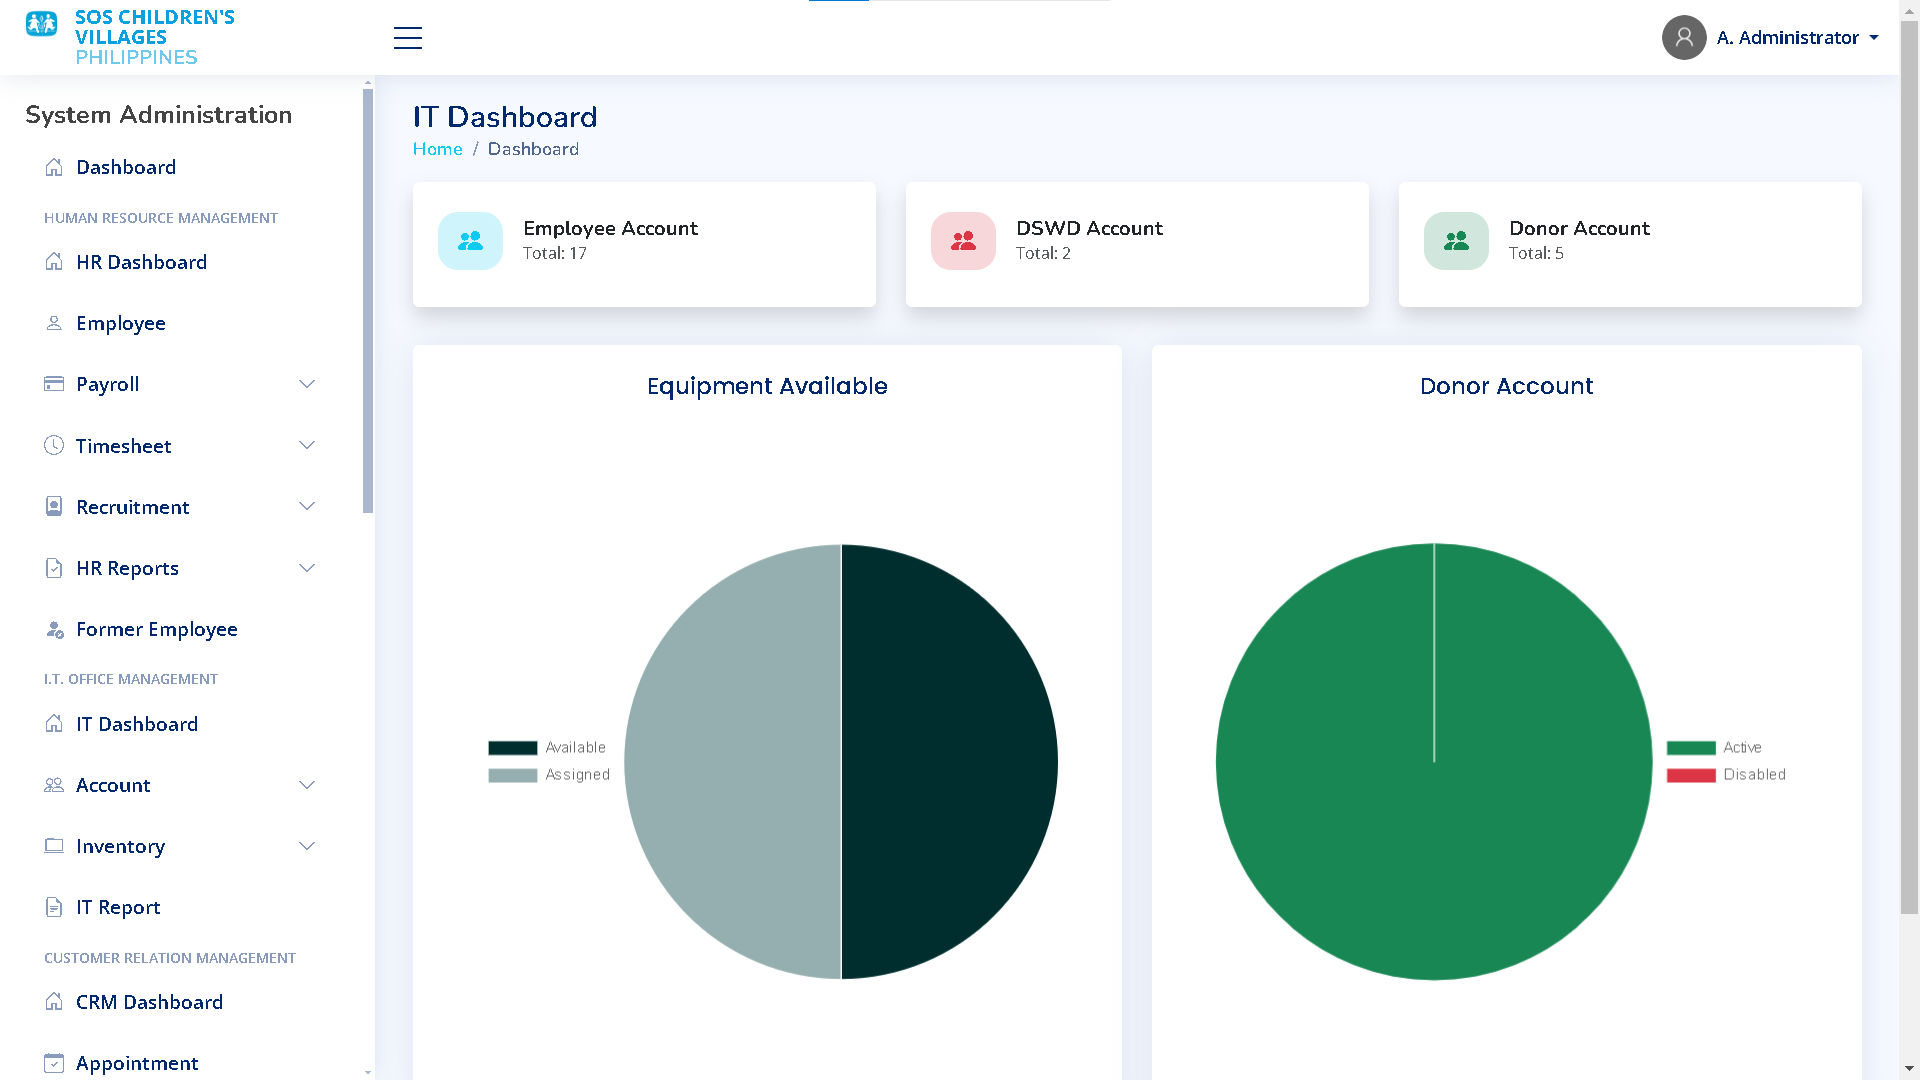 SOS CHILDREN'S
VILLAGES
PHILIPPINES
A. Administrator
System Administration
Dashboard
HUMAN RESOURCE MANAGEMENT
HR Dashboard
Employee
Payroll
Timesheet
Recruitment
HR Reports
Former Employee
I.T. OFFICE MANAGEMENT
IT Dashboard
Account
Inventory
IT Report
CUSTOMER RELATION MANAGEMENT
CRM Dashboard
Appointment
IT Dashboard
Home / Dashboard
Employee Account
Total: 17
DSWD Account
Total: 2
Donor Account
Total: 5
Equipment Available
Available
Assigned
Donor Account
Active
Disabled